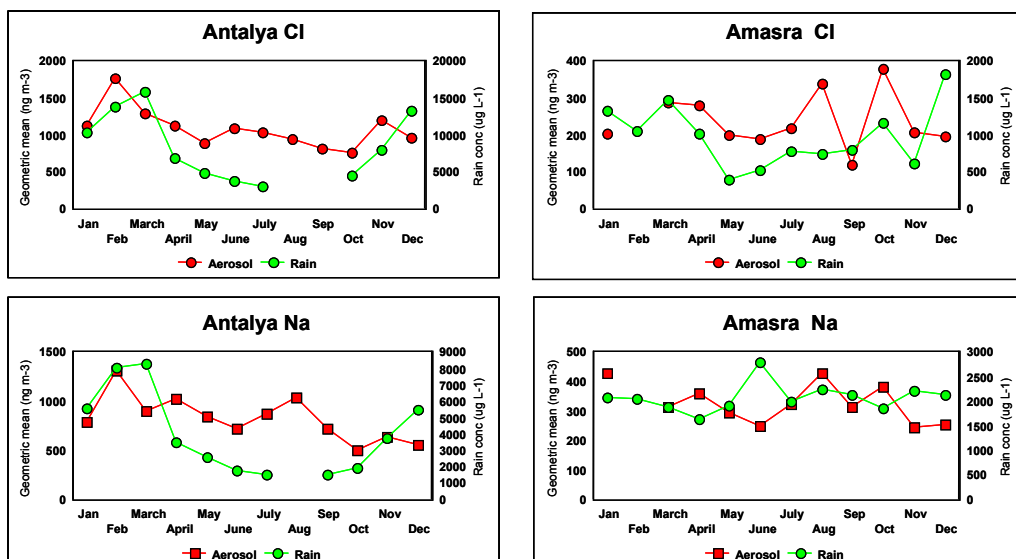 Antalya Cl
Geometric mean (ng m-3)
2000
1500
1000
500
0
20000
15000
10000
5000
0
Rain conc (ug L-1)
Jan March May July Sep Nov
Feb April June Aug Oct Dec
Aerosol Rain
Amasra Cl
Geometric mean (ng m-3)
400
300
200
100
0
2000
1500
1000
500
0
Rain conc (ug L-1)
Jan March May July Sep Nov
Feb April June Aug Oct Dec
Aerosol Rain
Antalya Na
Geometric mean (ng m-3)
1500
1000
500
0
9000
8000
7000
6000
5000
4000
3000
2000
1000
0
Rain conc (ug L-1)
Jan March May July Sep Nov
Feb April June Aug Oct Dec
Aerosol Rain
Amasra Na
Geometric mean (ng m-3)
500
400
300
200
100
0
3000
2500
2000
1500
1000
500
0
Rain conc (ug L-1)
Jan March May July Sep Nov
Feb April June Aug Oct Dec
Aerosol Rain